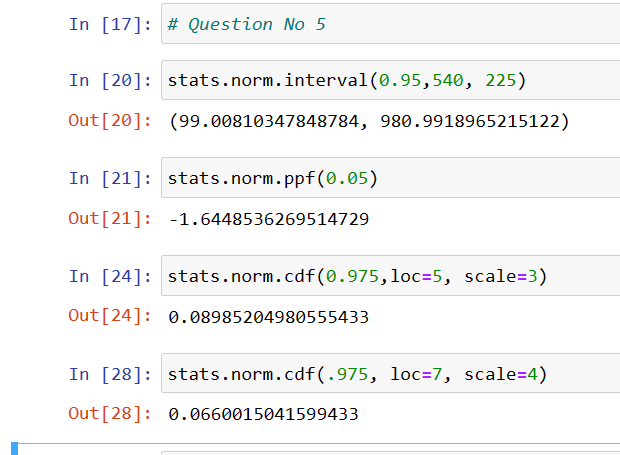 In [17]: # Question No 5
In [20]: stats.norm.interval(0.95,540, 225)
Out[20]: (99.00810347848784, 980.9918965215122)
In [21]: stats.norm.ppf(0.05)
Out[21]: -1.6448536269514729
In [24]: stats.norm.cdf(0.975,loc=5, scale=3)
Out[24]: 0.08985204980555433
In [28]: stats.norm.cdf(.975, loc=7, scale=4)
Out[28]: 0.0660015041599433